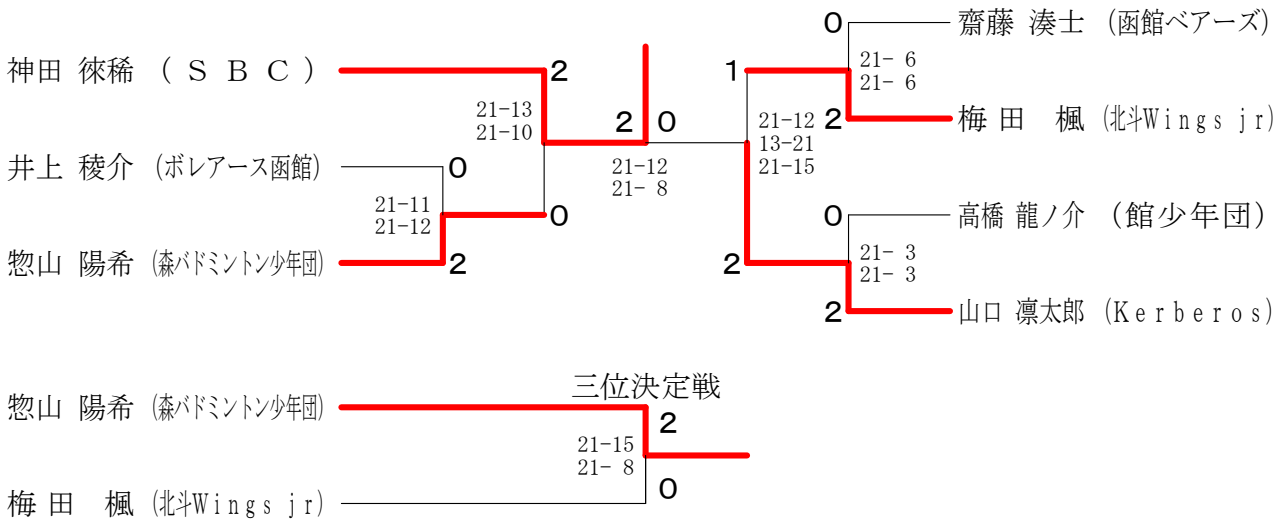 神田 徠稀 (ＳＢＣ)
2
21-13
21-10
井上 稜介 (ボレアース函館)
0
21-11
21-12
0
惣山 陽希 (森バドミントン少年団)
2
2 0
21-12
21- 8
0
齋藤 湊士 (函館ベアーズ)
1
21- 6
21- 6
2
梅田 楓 (北斗Wings jr)
21-12
13-21
21-15
0
高橋 龍ノ介 (館少年団)
2
21- 3
21- 3
2
山口 凛太郎 (Kerberos)
三位決定戦
惣山 陽希 (森バドミントン少年団)
2
21-15
21- 8
0
梅田 楓 (北斗Wings jr)